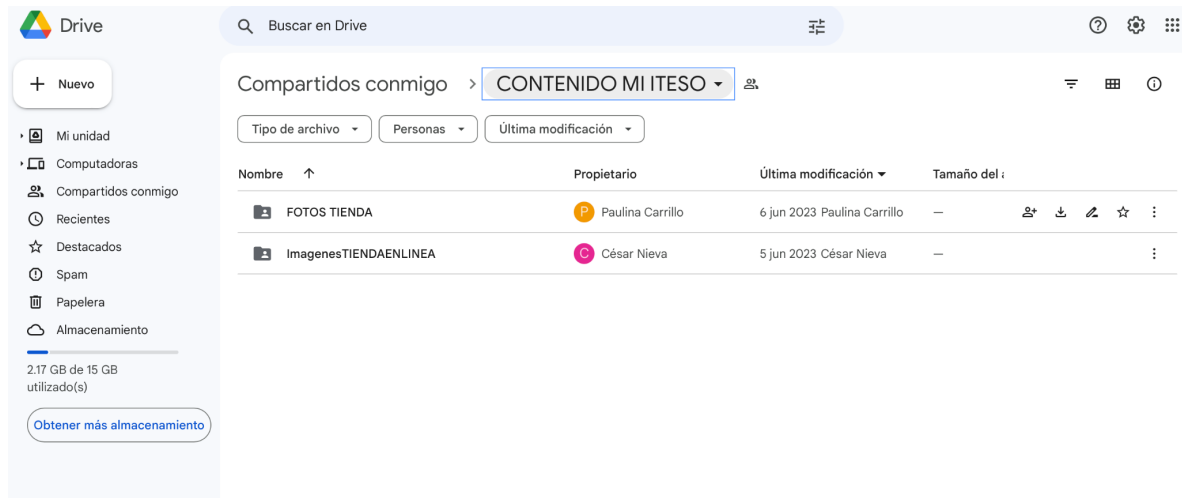 Drive
Buscar en Drive
Nuevo
Mi unidad
Computadoras
Compartidos conmigo
Recientes
Destacados
Spam
Papelera
Almacenamiento
2.17 GB de 15 GB
utilizado(s)
Obtener más almacenamiento
Compartidos conmigo > CONTENIDO MI ITESO
Tipo de archivo Personas Última modificación
Nombre Propietario Última modificación Tamaño del
FOTOS TIENDA P Paulina Carrillo 6 jun 2023 Paulina Carrillo —
ImagenesTIENDAENLINEA C César Nieva 5 jun 2023 César Nieva —